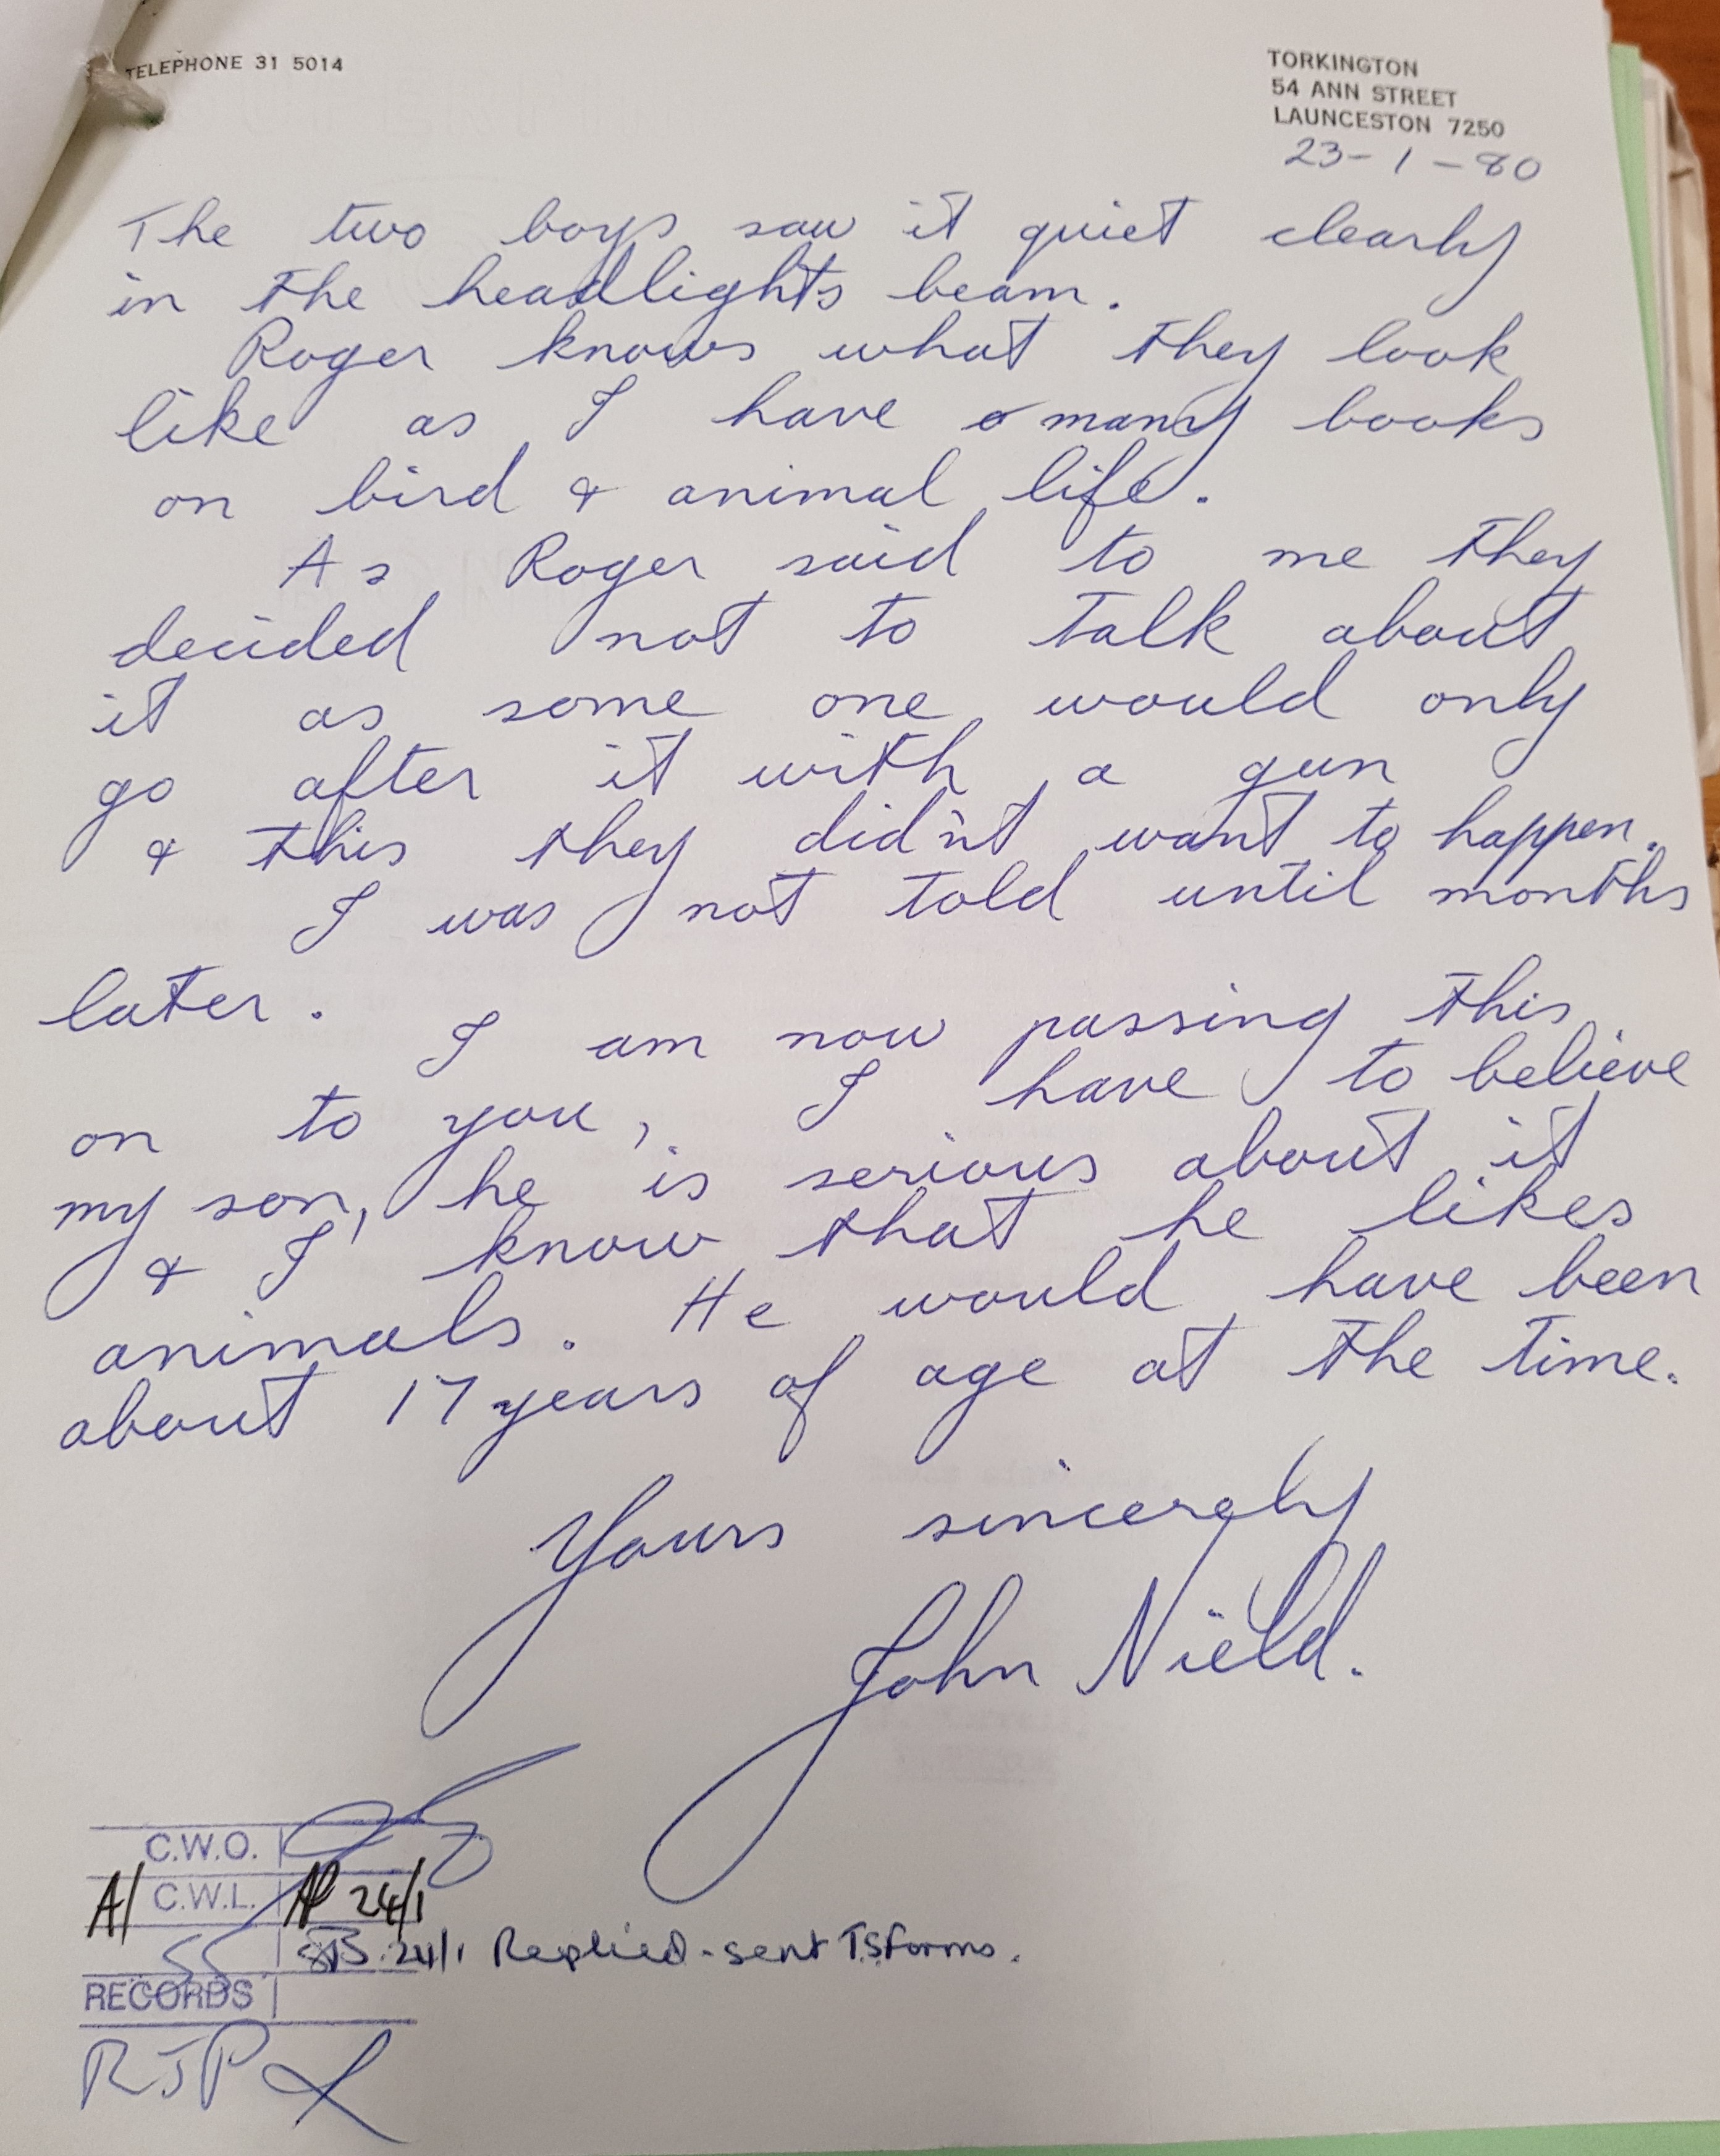 TELEPHONE 31 5014
TORKINGTON
54 ANN STREET
LAUNCESTON 7250
23-1-80
The two boys saw it quiet clearly
in the headlights beam.
Roger knows what they look
like as I have many books
on bird & animal life.
As Roger said to me they
decided not to talk about
it as some one would only
go after it with a gun
& this they didn't want to happen.
I was not told until months
later.
I am now passing this
on to you, I have to believe
my son, he is serious about it
& I know that he likes
animals. He would have been
about 17 years of age at the time.
Yours sincerely
John Nield.
C.W.O.
A/ C.W.L. AP 24/1
24/1 Replied - sent TS forms.
RECORDS
RJP